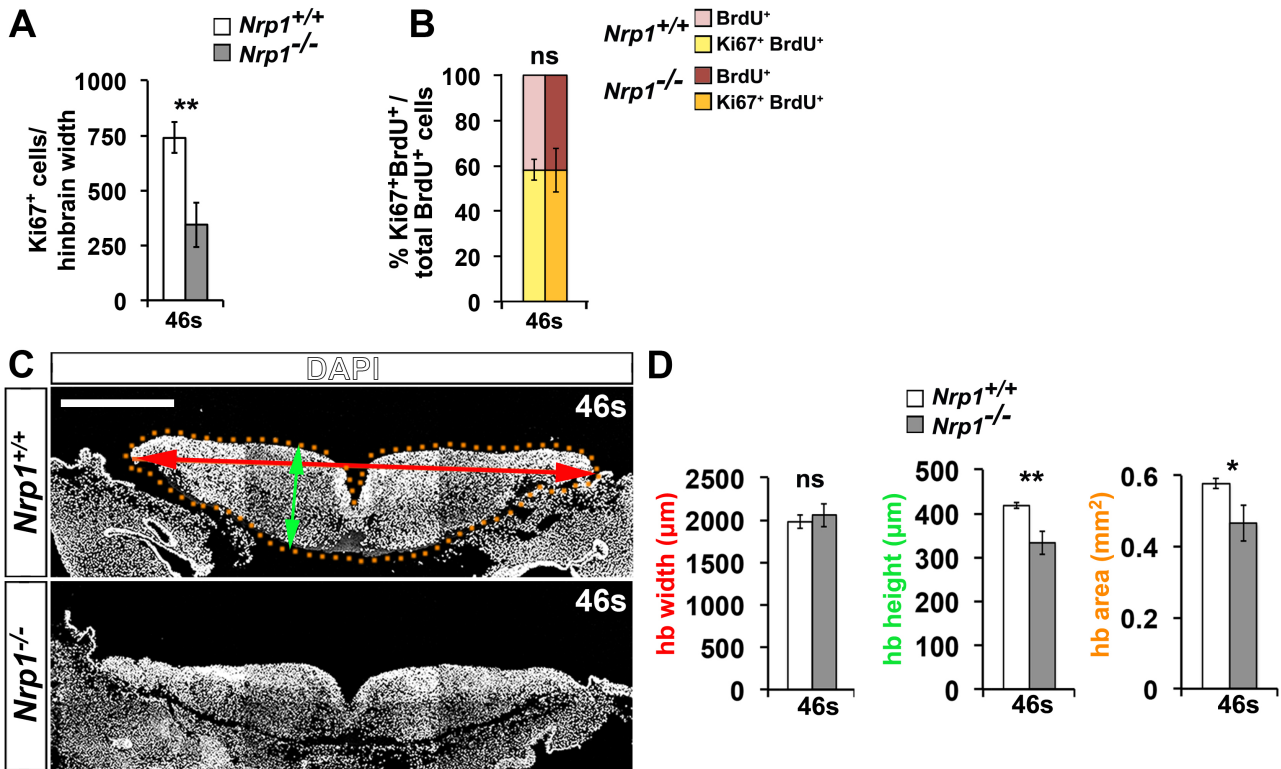 A
Nrp1+/+
Nrp1-/-
Ki67+ cells/
hinbrain width
1000
750
500
250
0
**
46s
B
Nrp1+/+
BrdU+
Ki67+ BrdU+
Nrp1-/-
BrdU+
Ki67+ BrdU+
% Ki67+BrdU+ /
total BrdU+ cells
100
80
60
40
20
0
ns
46s
C
DAPI
Nrp1+/+
46s
Nrp1-/-
46s
D
Nrp1+/+
Nrp1-/-
hb width (µm)
2500
2000
1500
1000
500
0
ns
46s
hb height (µm)
500
400
300
200
100
0
**
46s
hb area (mm2)
0.6
0.4
0.2
0
*
46s